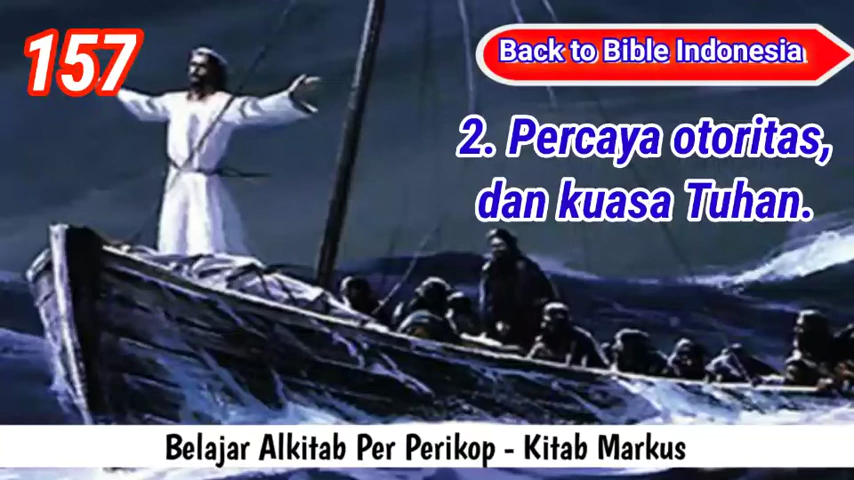 157
Back to Bible Indonesia
2. Percaya otoritas,
dan kuasa Tuhan.
Belajar Alkitab Per Perikop - Kitab Markus